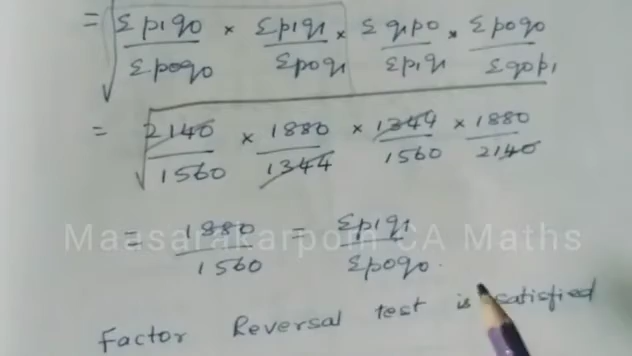 = √ Σp1q0/Σp0q0 × Σp1q1/Σp0q1 × Σq1p0/Σp1q1 × Σp0q0/Σq0p1
= √ 2140/1560 × 1880/1344 × 1344/1560 × 1880/2140
= 1880/1560 = Σp1q1/Σp0q0.
Maasarakarpom CA Maths
Factor Reversal test is satisfied